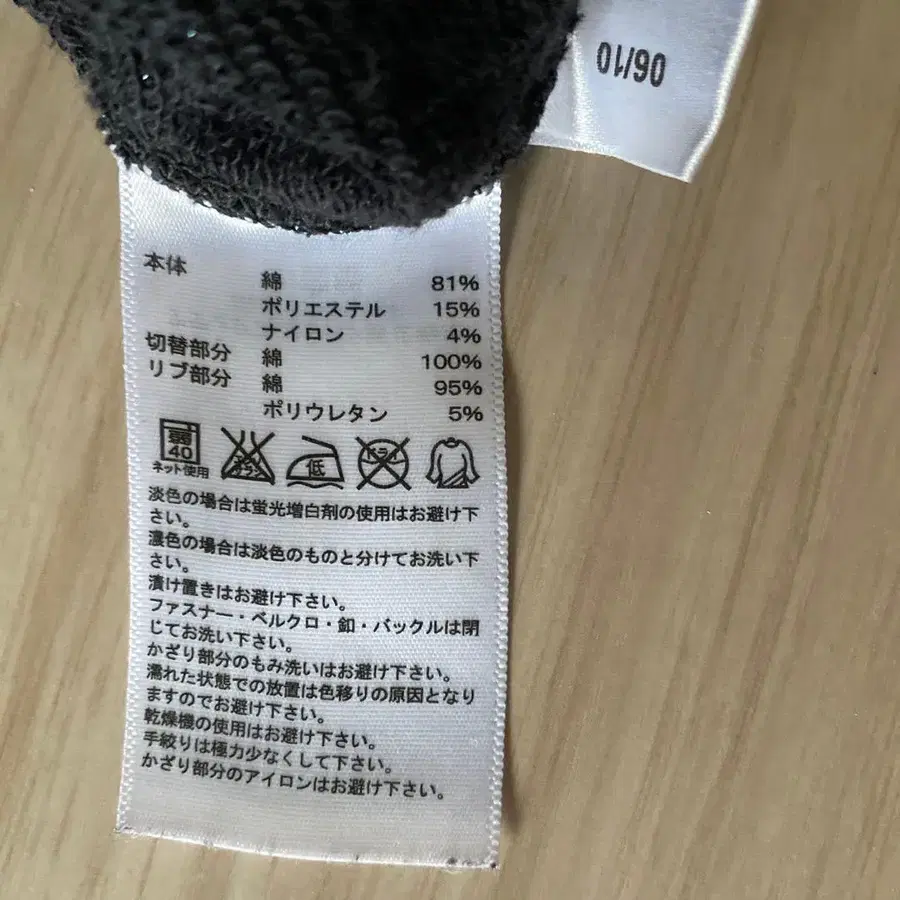 06/10
本体 綿 81%
ポリエステル 15%
ナイロン 4%
切替部分 綿 100%
リブ部分 綿 95%
ポリウレタン 5%
弱 40 低 ドライ
ネット使用
淡色の場合は蛍光増白剤の使用はお避け下
さい。
濃色の場合は淡色のものと分けてお洗い下
さい。
漬け置きはお避け下さい。
ファスナー・ベルクロ・釦・バックルは閉
じてお洗い下さい。
かざり部分のもみ洗いはお避け下さい。
濡れた状態での放置は色移りの原因となり
ますのでお避け下さい。
乾燥機の使用はお避け下さい。
手絞りは極力少なくして下さい。
かざり部分のアイロンはお避け下さい。